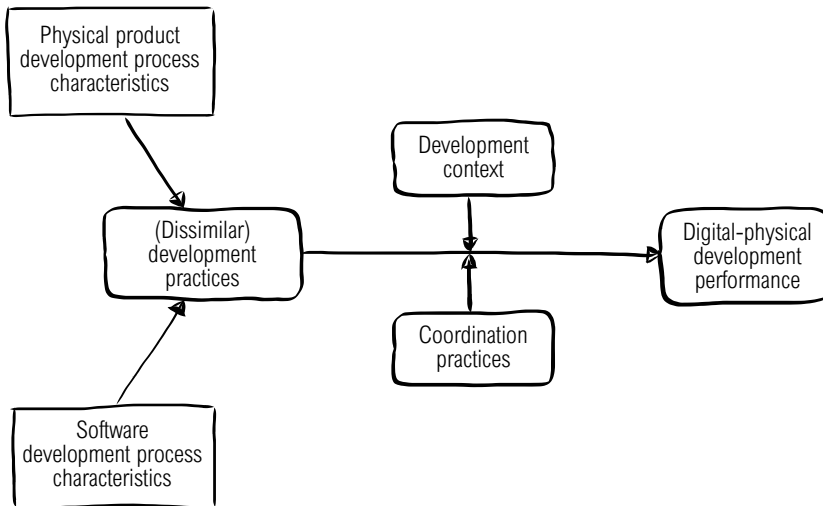 Physical product
development process
characteristics
Development
context
(Dissimilar)
development
practices
Digital-physical
development
performance
Coordination
practices
Software
development process
characteristics